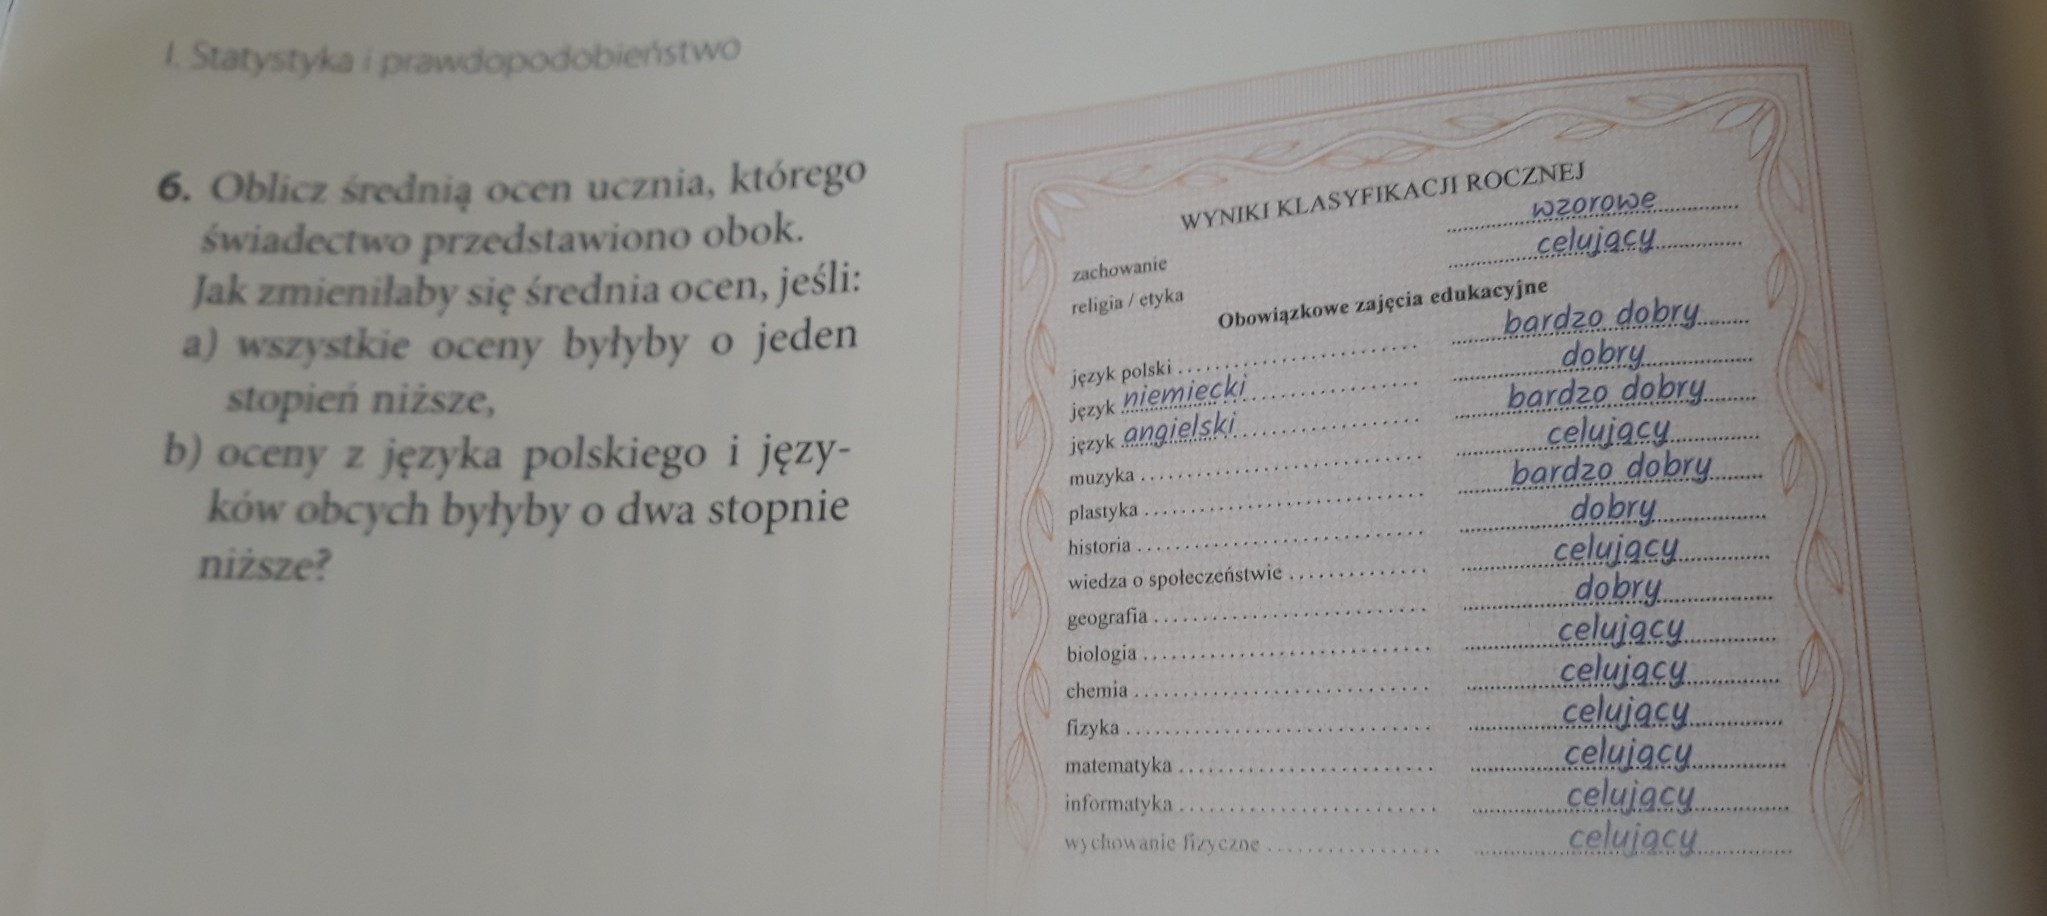 I. Statystyka i prawdopodobieństwo
6. Oblicz średnią ocen ucznia, którego
świadectwo przedstawiono obok.
Jak zmieniłaby się średnia ocen, jeśli:
a) wszystkie oceny byłyby o jeden
stopień niższe,
b) oceny z języka polskiego i języ-
ków obcych byłyby o dwa stopnie
niższe?
WYNIKI KLASYFIKACJI ROCZNEJ
zachowanie wzorowe
religia / etyka celujący
Obowiązkowe zajęcia edukacyjne
język polski bardzo dobry
język niemiecki dobry
język angielski bardzo dobry
muzyka celujący
plastyka bardzo dobry
historia dobry
wiedza o społeczeństwie celujący
geografia dobry
biologia celujący
chemia celujący
fizyka celujący
matematyka celujący
informatyka celujący
wychowanie fizyczne celujący